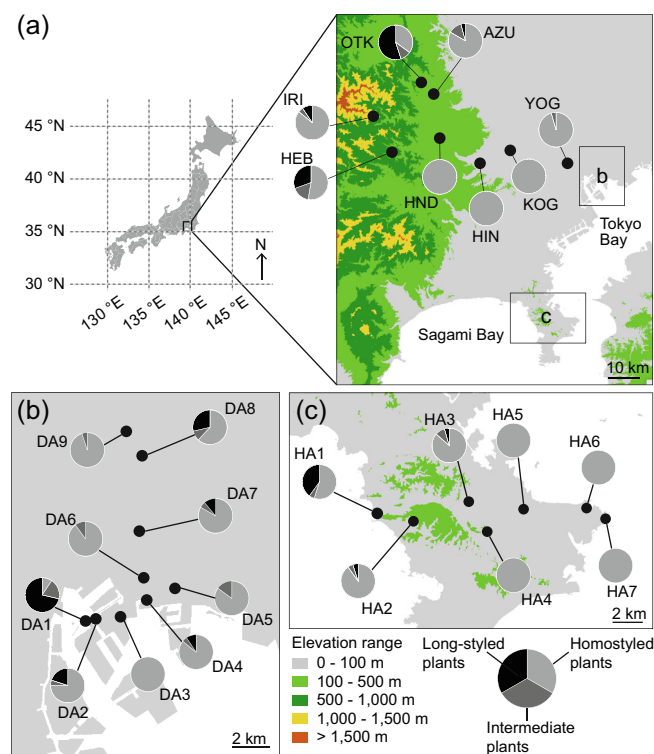 (a)
OTK
AZU
IRI
YOG
45 °N
HEB
b
40 °N
HND
KOG
HIN
35 °N
Tokyo
Bay
N
30 °N
c
130 °E
135 °E
140 °E
145 °E
Sagami Bay
10 km
(b)
DA8
DA9
DA7
DA6
DA1
DA5
DA4
DA2
DA3
2 km
(c)
HA3
HA5
HA1
HA6
HA2
HA4
HA7
2 km
Elevation range
0 - 100 m
100 - 500 m
500 - 1,000 m
1,000 - 1,500 m
> 1,500 m
Long-styled
plants
Homostyled
plants
Intermediate
plants